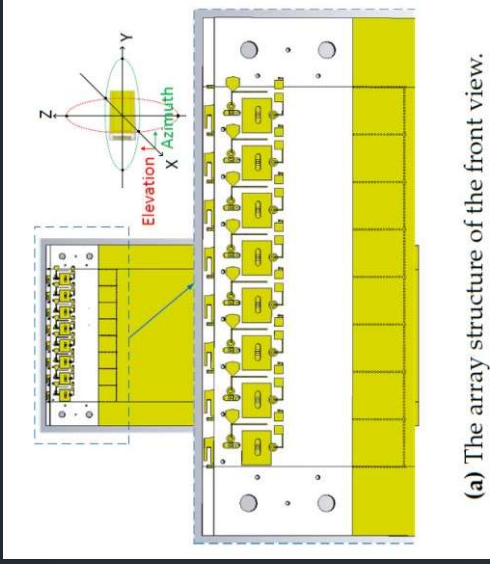 Z
Y
X
Elevation
Azimuth
(a) The array structure of the front view.